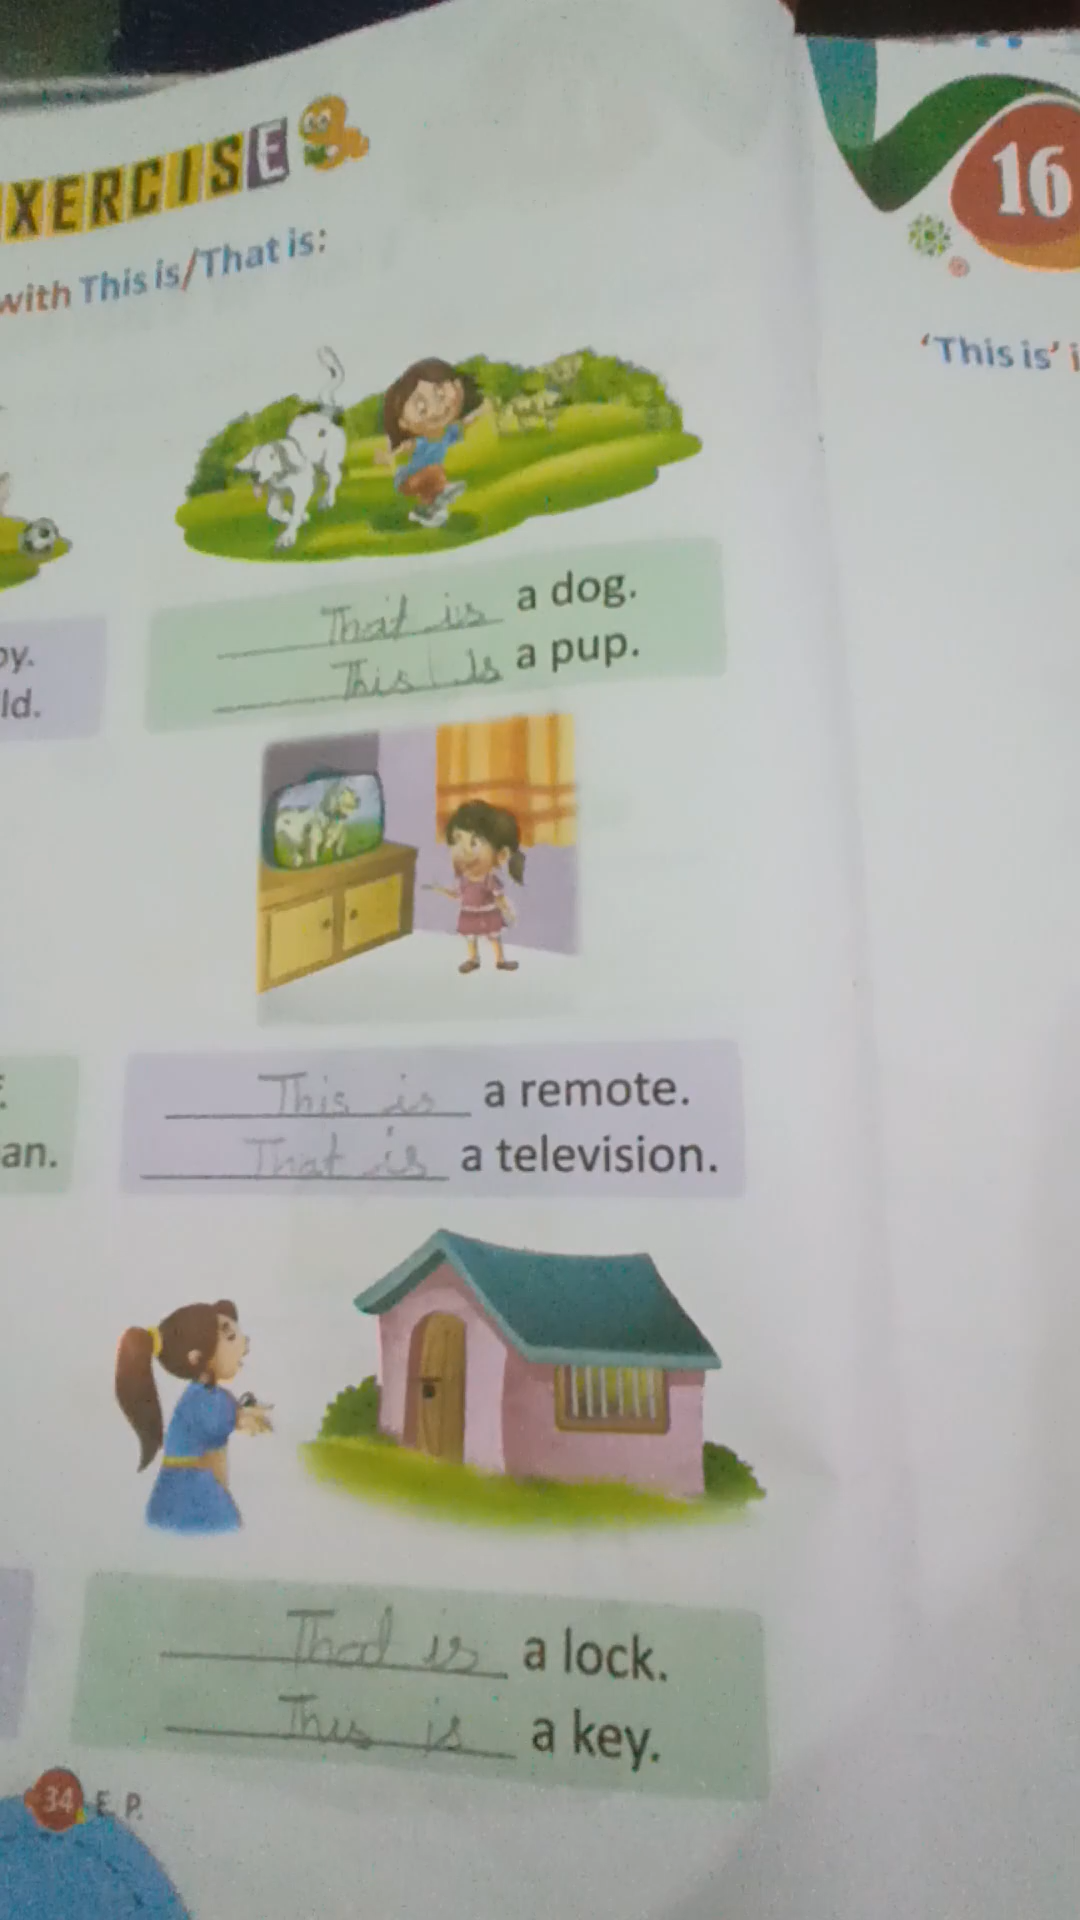 XERCISE
with This is/That is:
16
'This is' i
That is a dog.
This Is a pup.
oy.
ld.
This is a remote.
That is a television.
an.
That is a lock.
This is a key.
34 E. P.